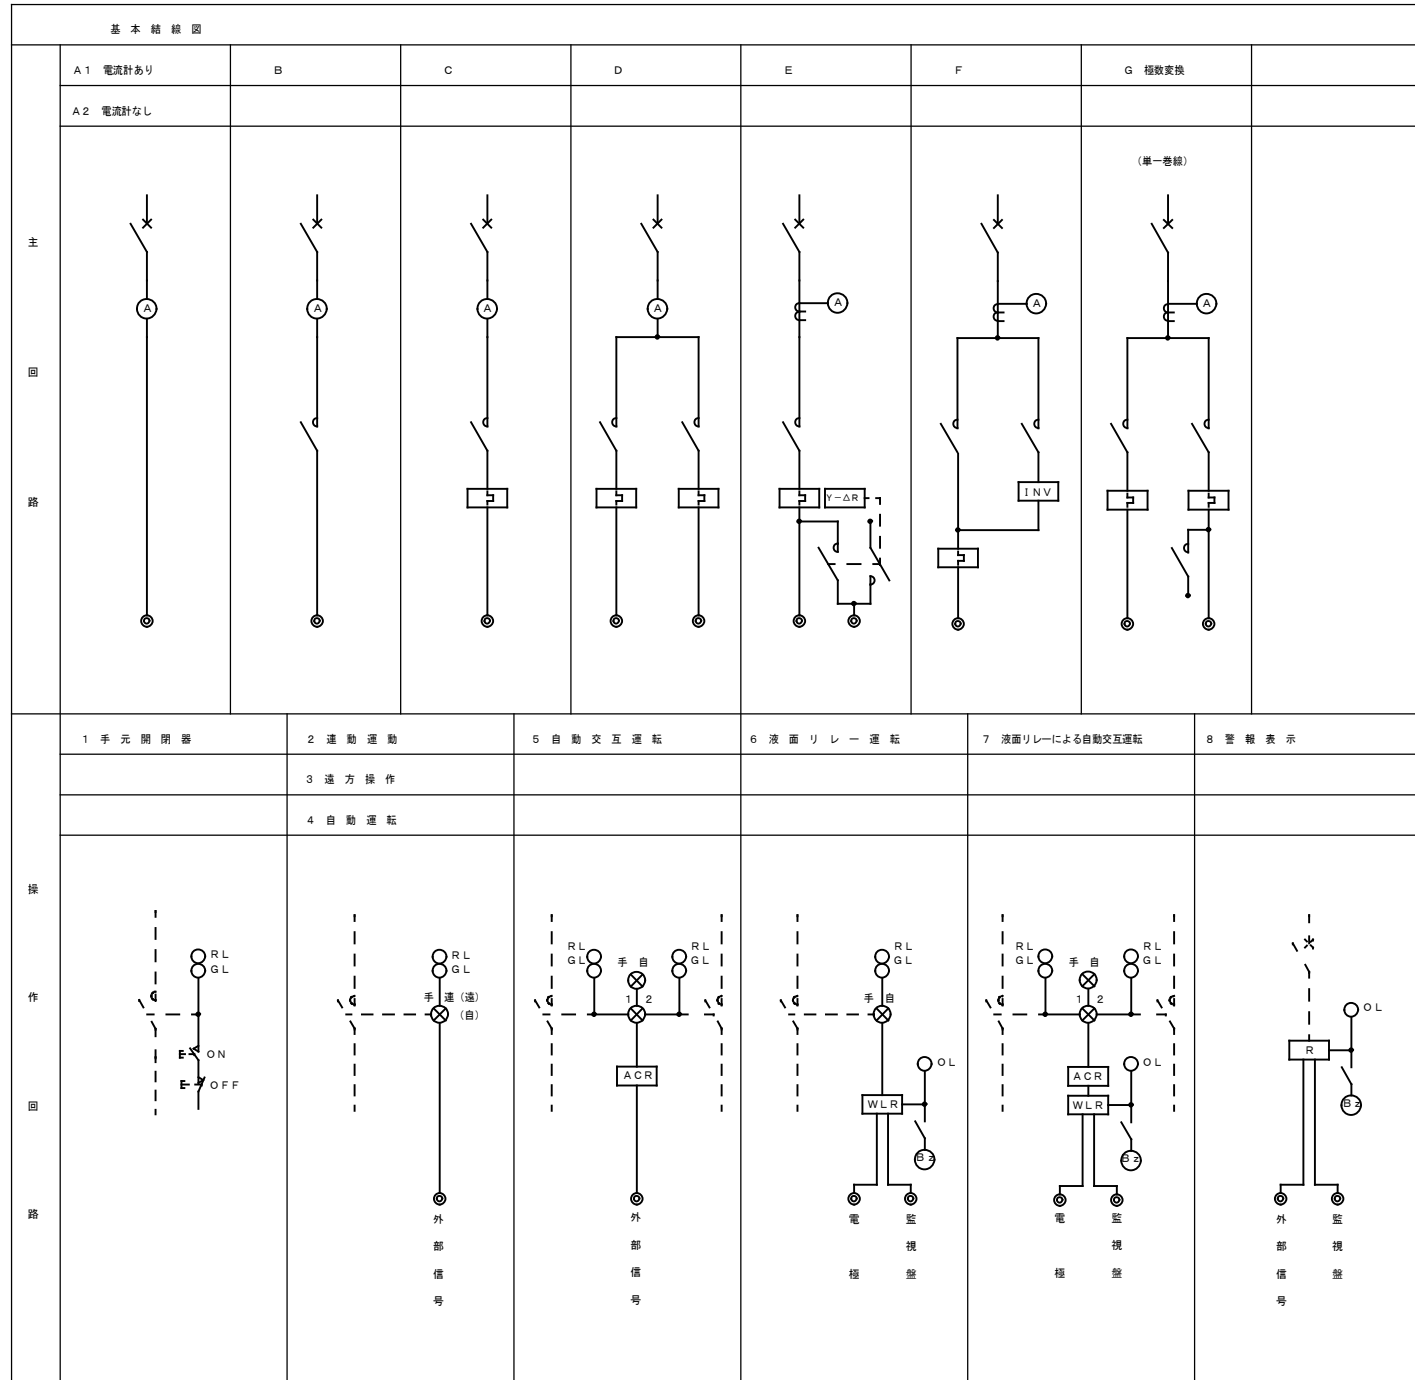 基本結線図
A1 電流計あり B C D E F G 極数変換
A2 電流計なし
(単一巻線)
主回路
A A A A A A A
Y-△R
INV
1 手元開閉器 2 連動運動 5 自動交互運転 6 液面リレー運転 7 液面リレーによる自動交互運転 8 警報表示
3 遠方操作
4 自動運転
操作回路
RL
GL
ON
OFF
RL
GL
手 連(遠)
(自)
外部信号
RL
GL
手 自
RL
GL
1 2
ACR
外部信号
RL
GL
手 自
OL
WLR
Bz
電極
監視盤
RL
GL
手 自
RL
GL
1 2
ACR
OL
WLR
Bz
電極
監視盤
OL
R
Bz
外部信号
監視盤